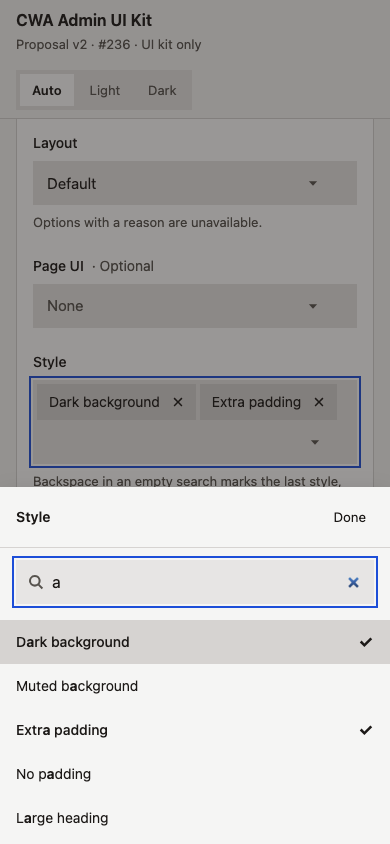 CWA Admin UI Kit
Proposal v2 · #236 · UI kit only
Auto Light Dark
Layout
Default
Options with a reason are unavailable.
Page UI · Optional
None
Style
Dark background ✕ Extra padding ✕
Backspace in an empty search marks the last style,
Style Done
a
Dark background
Muted background
Extra padding
No padding
Large heading